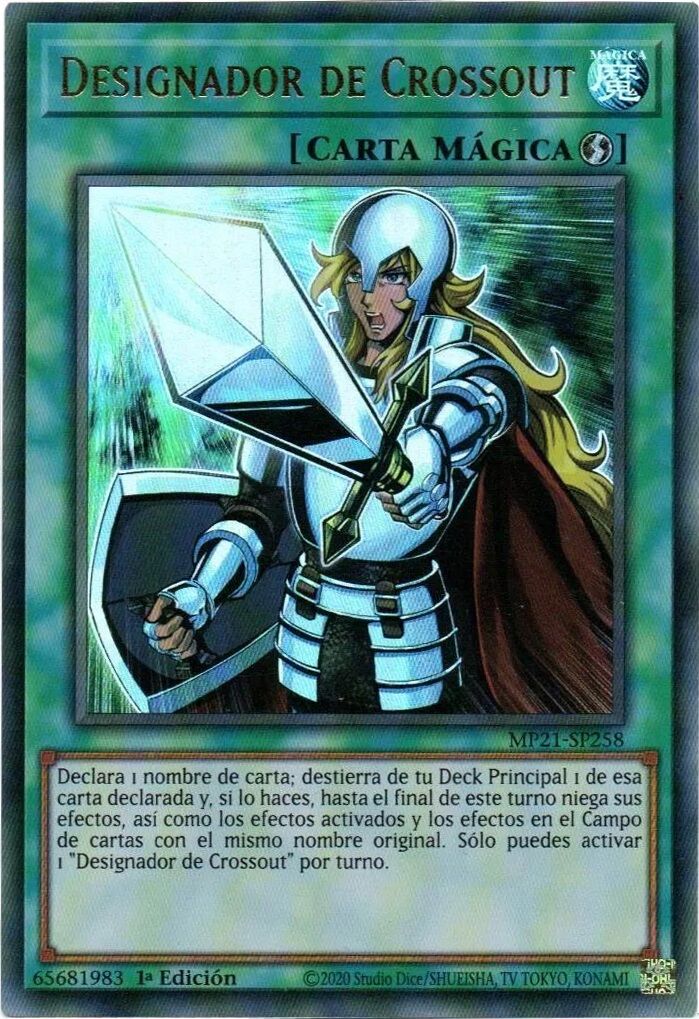 DESIGNADOR DE CROSSOUT
MÁGICA
魔
[CARTA MÁGICA]
MP21-SP258
Declara 1 nombre de carta; destierra de tu Deck Principal 1 de esa
carta declarada y, si lo haces, hasta el final de este turno niega sus
efectos, así como los efectos activados y los efectos en el Campo
de cartas con el mismo nombre original. Sólo puedes activar
1 "Designador de Crossout" por turno.
65681983 1ª Edición ©2020 Studio Dice/SHUEISHA, TV TOKYO, KONAMI